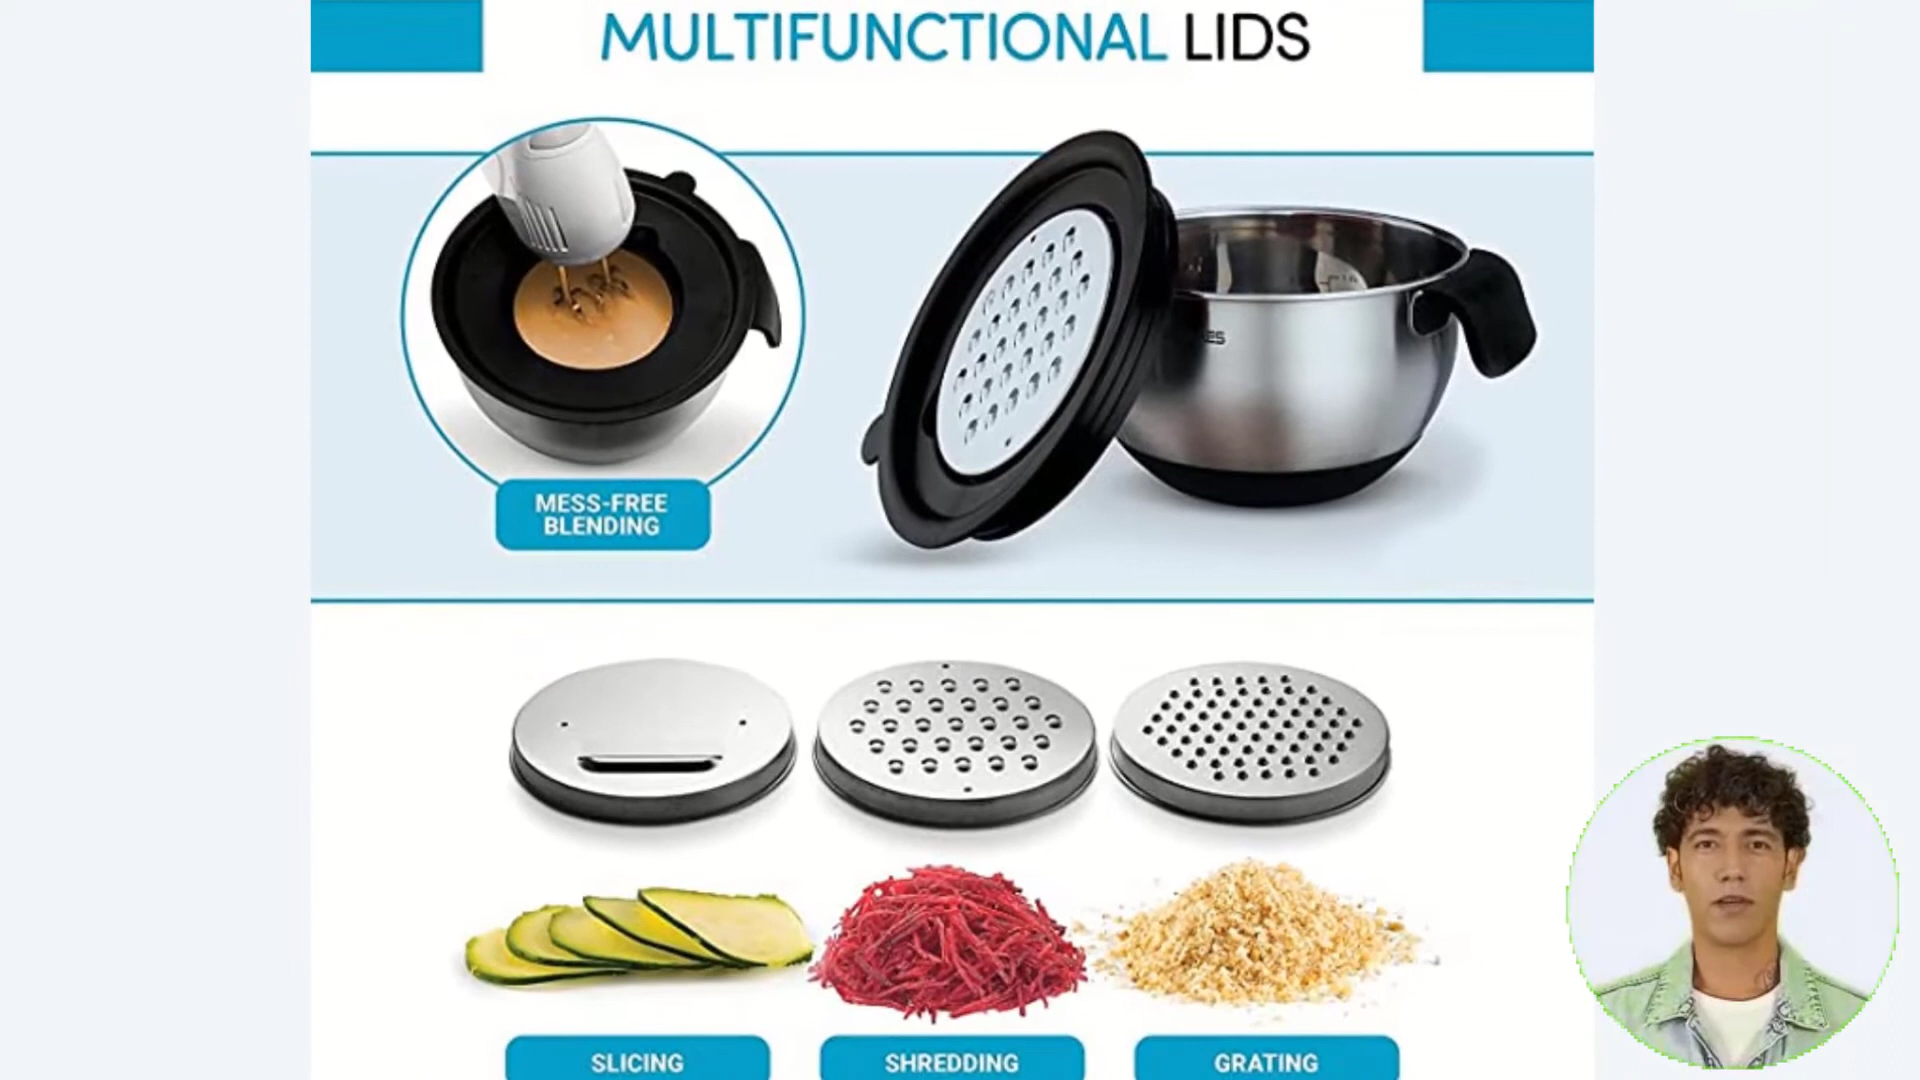 MULTIFUNCTIONAL LIDS
MESS-FREE
BLENDING
SLICING
SHREDDING
GRATING